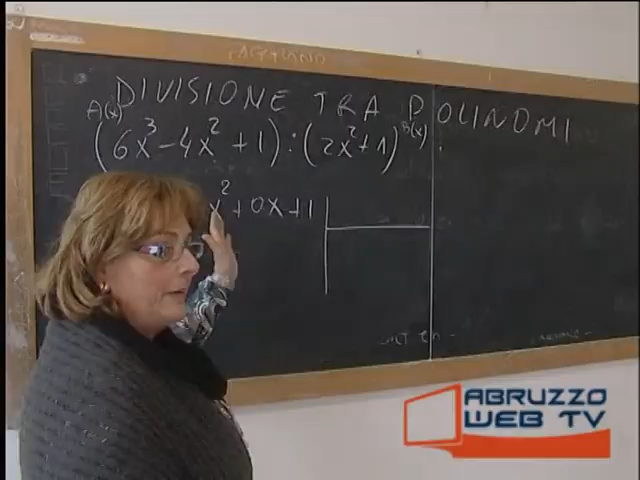 DIVISIONE TRA POLINOMI
A(x) B(x)
(6x³-4x²+1):(2x²+1)
x²+0x+1
ABRUZZO
WEB TV